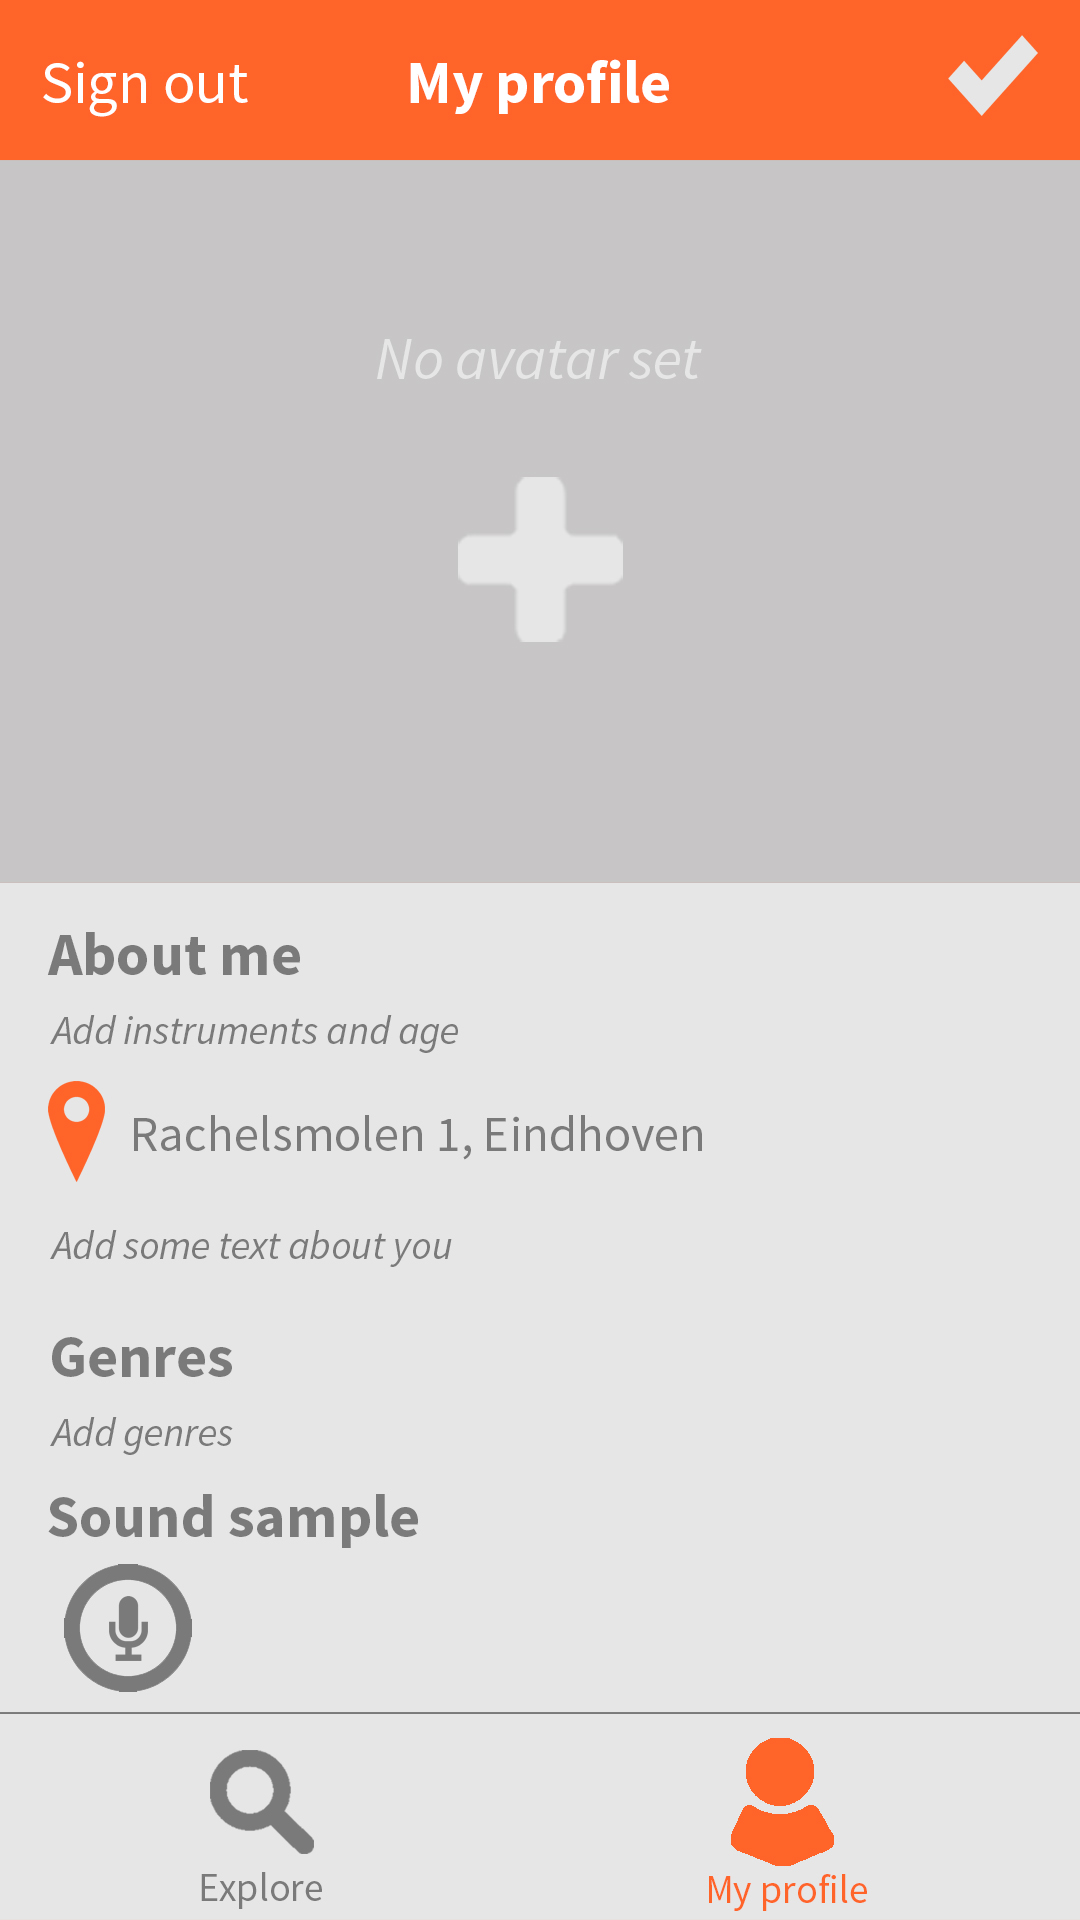 Sign out
My profile
No avatar set
About me
Add instruments and age
Rachelsmolen 1, Eindhoven
Add some text about you
Genres
Add genres
Sound sample
Explore
My profile